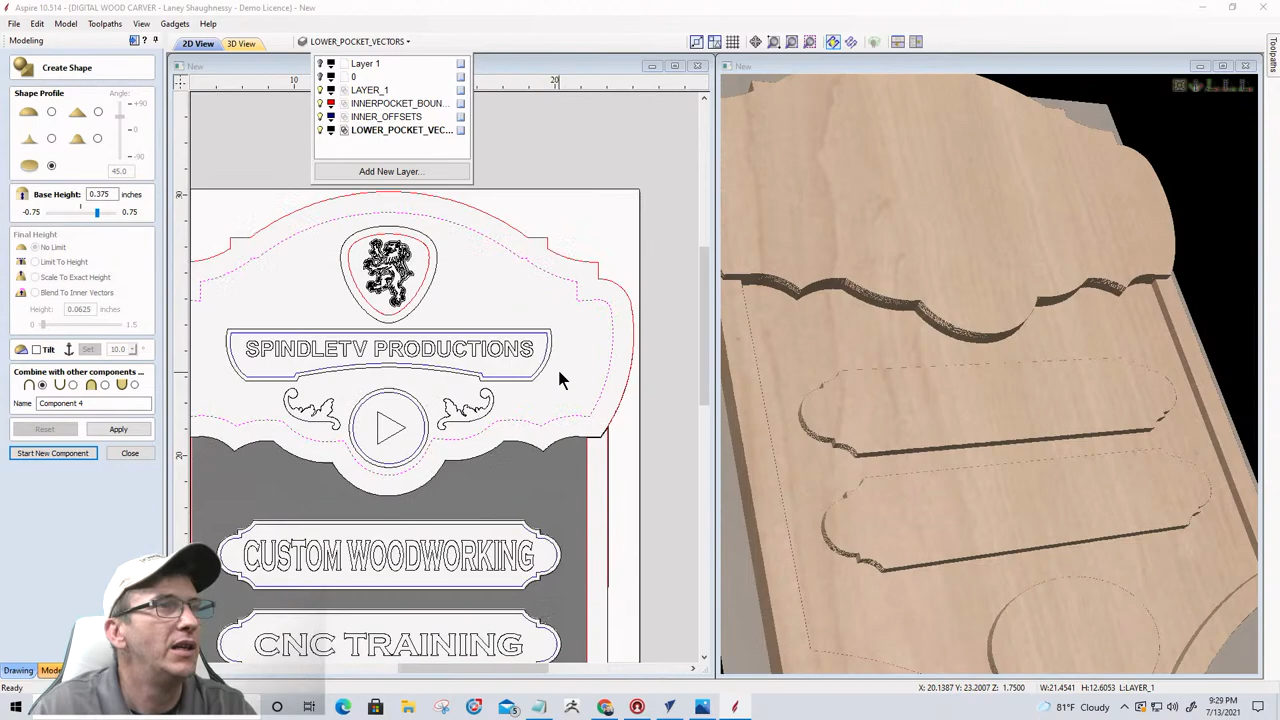 Aspire 10.514 - {DIGITAL WOOD CARVER - Laney Shaughnessy - Demo Licence} - New
File Edit Model Toolpaths View Gadgets Help
Modeling
2D View 3D View LOWER_POCKET_VECTORS
Create Shape
Shape Profile Angle:
+90
0
-90
45.0
Base Height: 0.375 inches
-0.75 0.75
Final Height
No Limit
Limit To Height
Scale To Exact Height
Blend To Inner Vectors
Height: 0.0625 inches
0 1.5
Tilt Set 10.0
Combine with other components ...
Name Component 4
Reset Apply
Start New Component Close
Drawing
Ready
New
10 20
Layer 1
0
LAYER_1
INNERPOCKET_BOUN...
INNER_OFFSETS
LOWER_POCKET_VEC...
Add New Layer...
SPINDLETV PRODUCTIONS
CUSTOM WOODWORKING
CNC TRAINING
New
Toolpaths
X: 20.1387 Y: 23.2007 Z: 1.7500 W:21.4541 H:12.6053 L:LAYER_1
81°F Cloudy
9:29 PM
7/13/2021